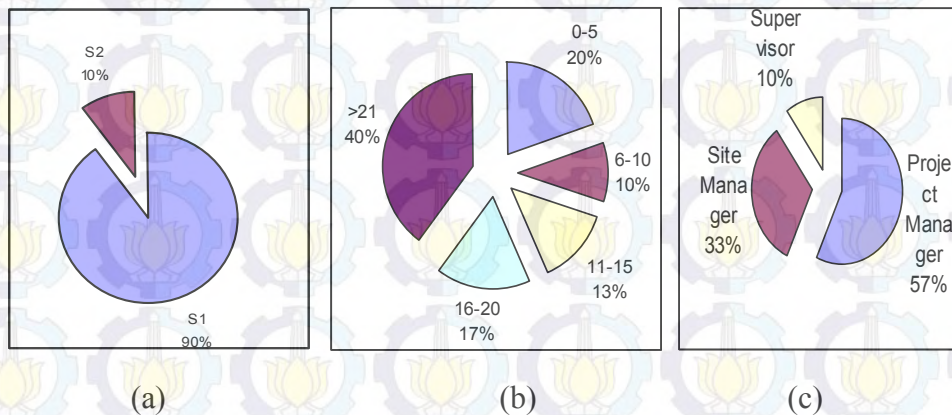 S2
10%
S1
90%
(a)
0-5
20%
6-10
10%
11-15
13%
16-20
17%
>21
40%
(b)
Super
visor
10%
Site
Mana
ger
33%
Proje
ct
Mana
ger
57%
(c)